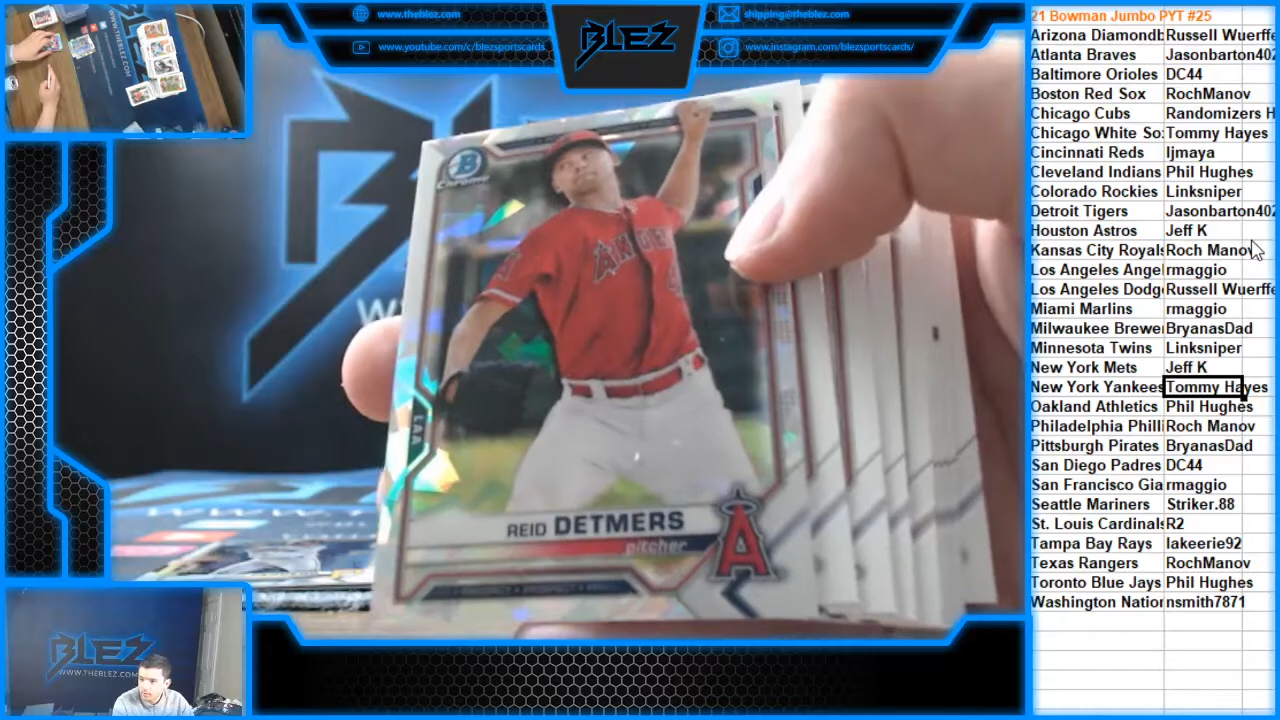 www.theblez.com
www.youtube.com/c/blezsportscards
BLEZ
shipping@theblez.com
www.instagram.com/blezsportscards/
B
Chrome
ANGE
LAA
REID DETMERS
pitcher
A
BLEZ
WWW.THEBLEZ.COM
21 Bowman Jumbo PYT #25
Arizona Diamondb Russell Wuerffe
Atlanta Braves Jasonbarton402
Baltimore Orioles DC44
Boston Red Sox RochManov
Chicago Cubs Randomizers H
Chicago White So Tommy Hayes
Cincinnati Reds ljmaya
Cleveland Indians Phil Hughes
Colorado Rockies Linksniper
Detroit Tigers Jasonbarton402
Houston Astros Jeff K
Kansas City Royals Roch Manov
Los Angeles Angel rmaggio
Los Angeles Dodge Russell Wuerffe
Miami Marlins rmaggio
Milwaukee Brewer BryanasDad
Minnesota Twins Linksniper
New York Mets Jeff K
New York Yankees Tommy Hayes
Oakland Athletics Phil Hughes
Philadelphia Philli Roch Manov
Pittsburgh Pirates BryanasDad
San Diego Padres DC44
San Francisco Gia rmaggio
Seattle Mariners Striker.88
St. Louis Cardinals R2
Tampa Bay Rays lakeerie92
Texas Rangers RochManov
Toronto Blue Jays Phil Hughes
Washington Nation nsmith7871